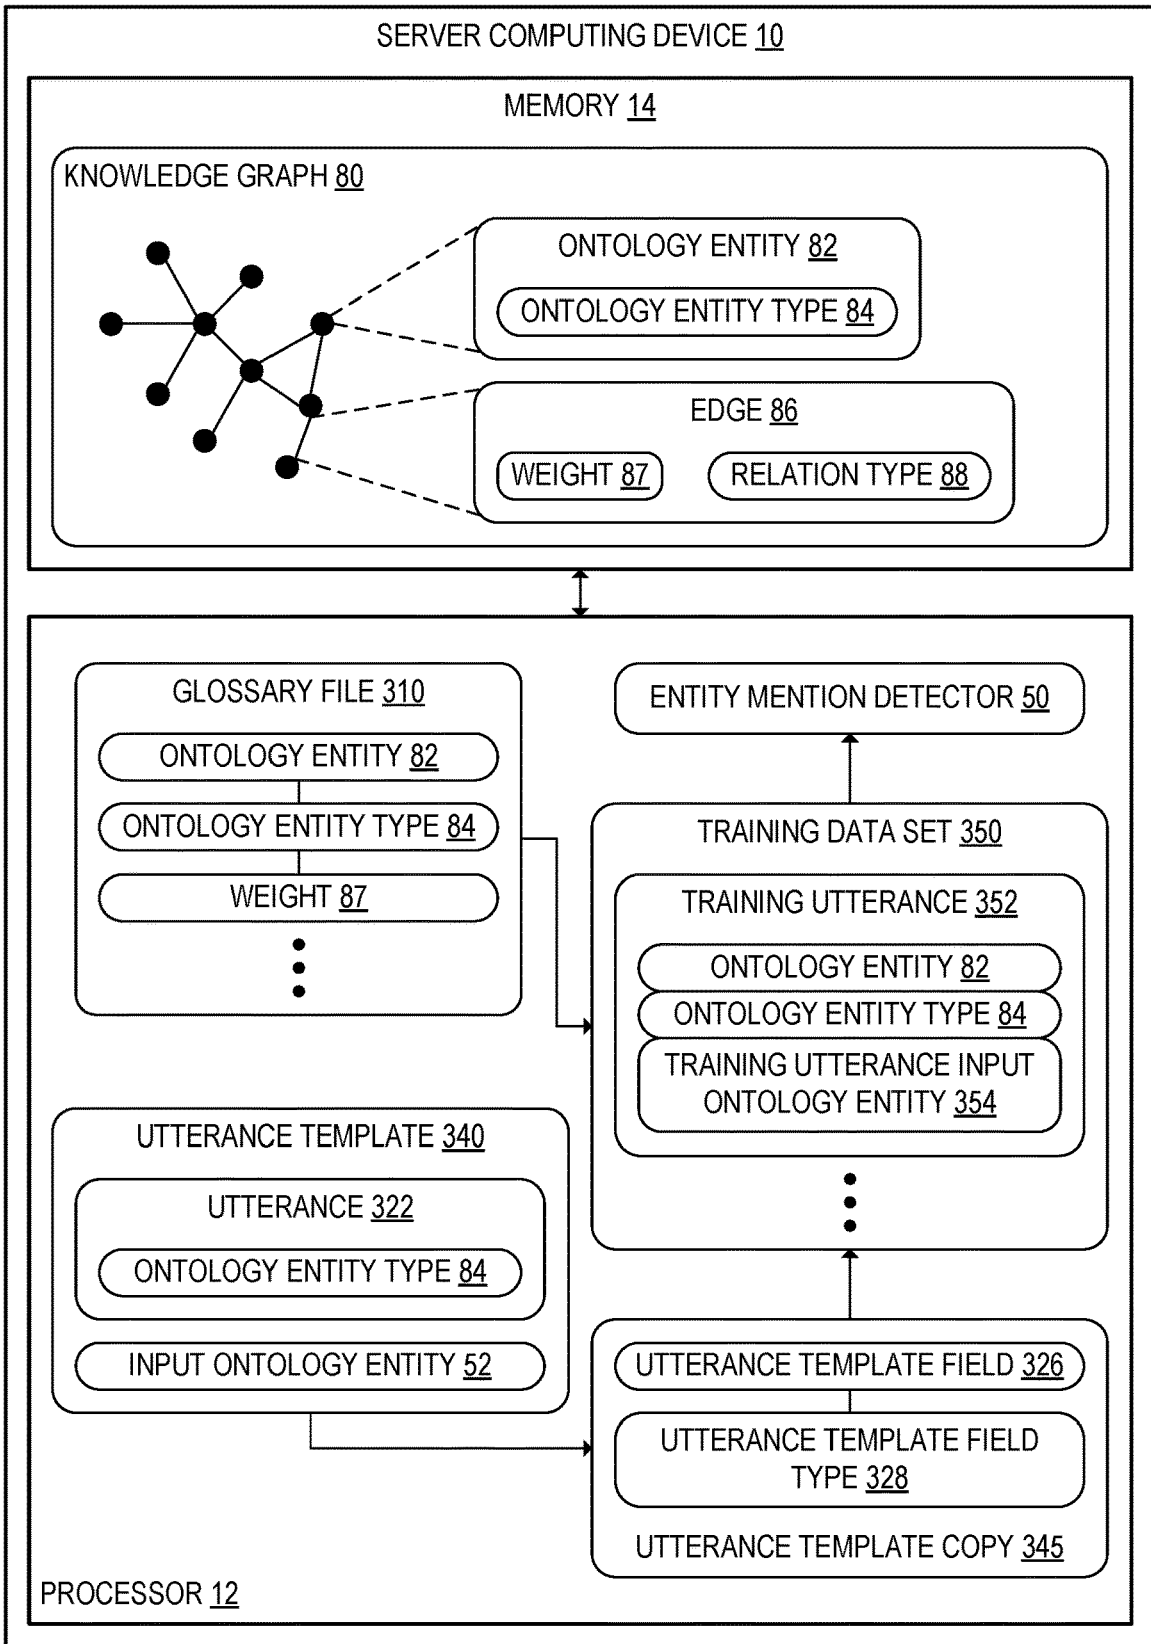 SERVER COMPUTING DEVICE 10
MEMORY 14
KNOWLEDGE GRAPH 80
ONTOLOGY ENTITY 82
ONTOLOGY ENTITY TYPE 84
EDGE 86
WEIGHT 87
RELATION TYPE 88
GLOSSARY FILE 310
ONTOLOGY ENTITY 82
ONTOLOGY ENTITY TYPE 84
WEIGHT 87
ENTITY MENTION DETECTOR 50
TRAINING DATA SET 350
TRAINING UTTERANCE 352
ONTOLOGY ENTITY 82
ONTOLOGY ENTITY TYPE 84
TRAINING UTTERANCE INPUT
ONTOLOGY ENTITY 354
UTTERANCE TEMPLATE 340
UTTERANCE 322
ONTOLOGY ENTITY TYPE 84
INPUT ONTOLOGY ENTITY 52
UTTERANCE TEMPLATE FIELD 326
UTTERANCE TEMPLATE FIELD
TYPE 328
UTTERANCE TEMPLATE COPY 345
PROCESSOR 12